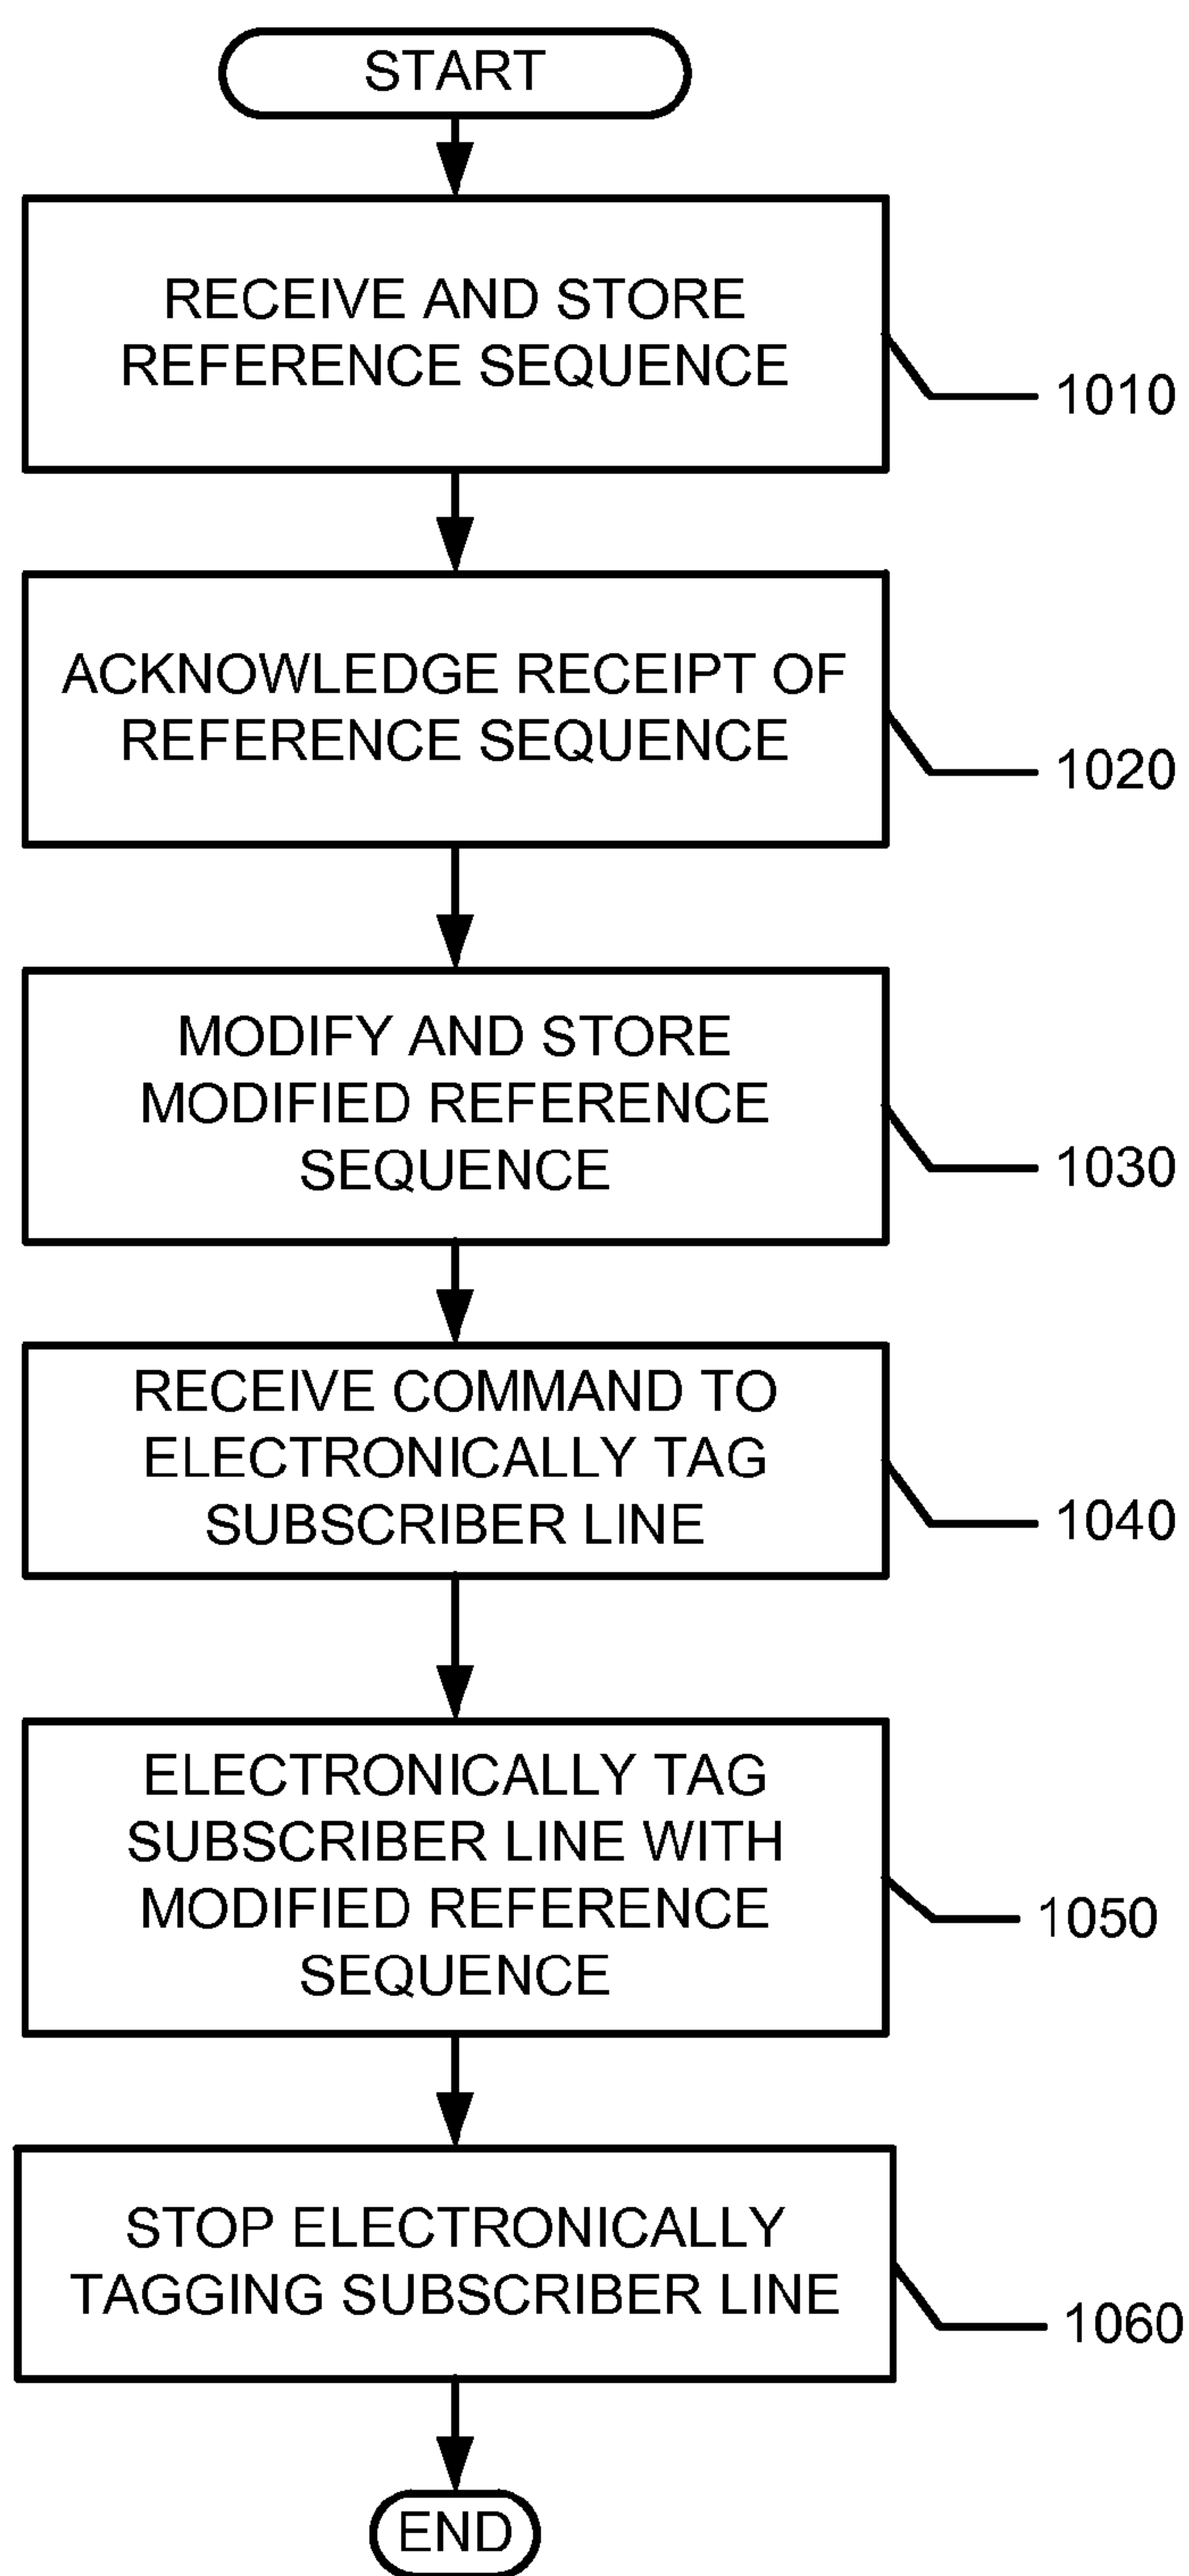 START
RECEIVE AND STORE
REFERENCE SEQUENCE
1010
ACKNOWLEDGE RECEIPT OF
REFERENCE SEQUENCE
1020
MODIFY AND STORE
MODIFIED REFERENCE
SEQUENCE
1030
RECEIVE COMMAND TO
ELECTRONICALLY TAG
SUBSCRIBER LINE
1040
ELECTRONICALLY TAG
SUBSCRIBER LINE WITH
MODIFIED REFERENCE
SEQUENCE
1050
STOP ELECTRONICALLY
TAGGING SUBSCRIBER LINE
1060
END